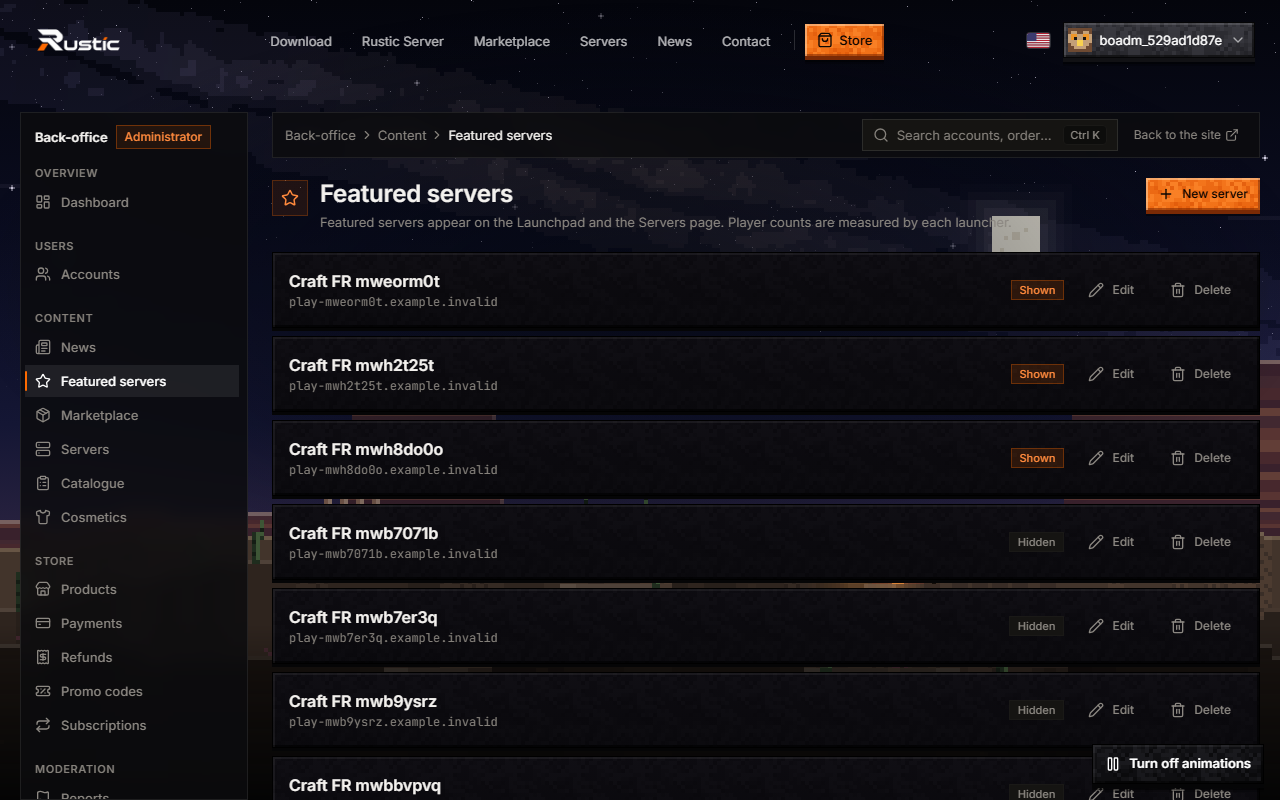 Rustic
Download
Rustic Server
Marketplace
Servers
News
Contact
Store
boadm_529ad1d87e
Back-office
Administrator
OVERVIEW
Dashboard
USERS
Accounts
CONTENT
News
Featured servers
Marketplace
Servers
Catalogue
Cosmetics
STORE
Products
Payments
Refunds
Promo codes
Subscriptions
MODERATION
Reports
Back-office > Content > Featured servers
Search accounts, order... Ctrl K
Back to the site
Featured servers
Featured servers appear on the Launchpad and the Servers page. Player counts are measured by each launcher.
New server
Craft FR mweorm0t
play-mweorm0t.example.invalid
Shown Edit Delete
Craft FR mwh2t25t
play-mwh2t25t.example.invalid
Shown Edit Delete
Craft FR mwh8do0o
play-mwh8do0o.example.invalid
Shown Edit Delete
Craft FR mwb7071b
play-mwb7071b.example.invalid
Hidden Edit Delete
Craft FR mwb7er3q
play-mwb7er3q.example.invalid
Hidden Edit Delete
Craft FR mwb9ysrz
play-mwb9ysrz.example.invalid
Hidden Edit Delete
Craft FR mwbbvpvq
Hidden Edit Delete
Turn off animations